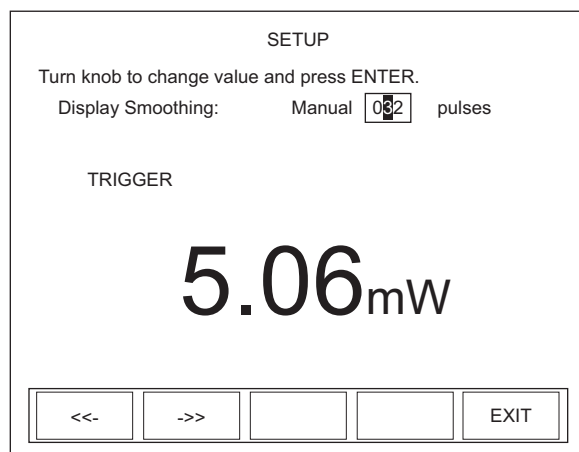 SETUP
Turn knob to change value and press ENTER.
Display Smoothing: Manual 032 pulses
TRIGGER
5.06mW
<<- ->> EXIT